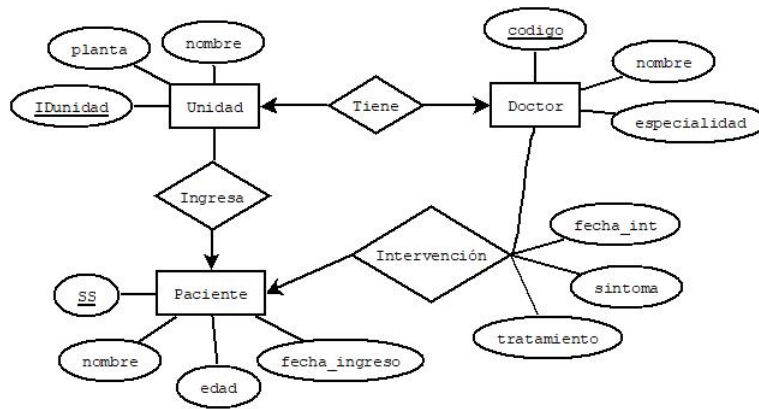 codigo
nombre
planta
nombre
IDunidad
Unidad
Tiene
Doctor
especialidad
Ingresa
fecha_int
Intervención
SS
Paciente
sintoma
tratamiento
nombre
fecha_ingreso
edad